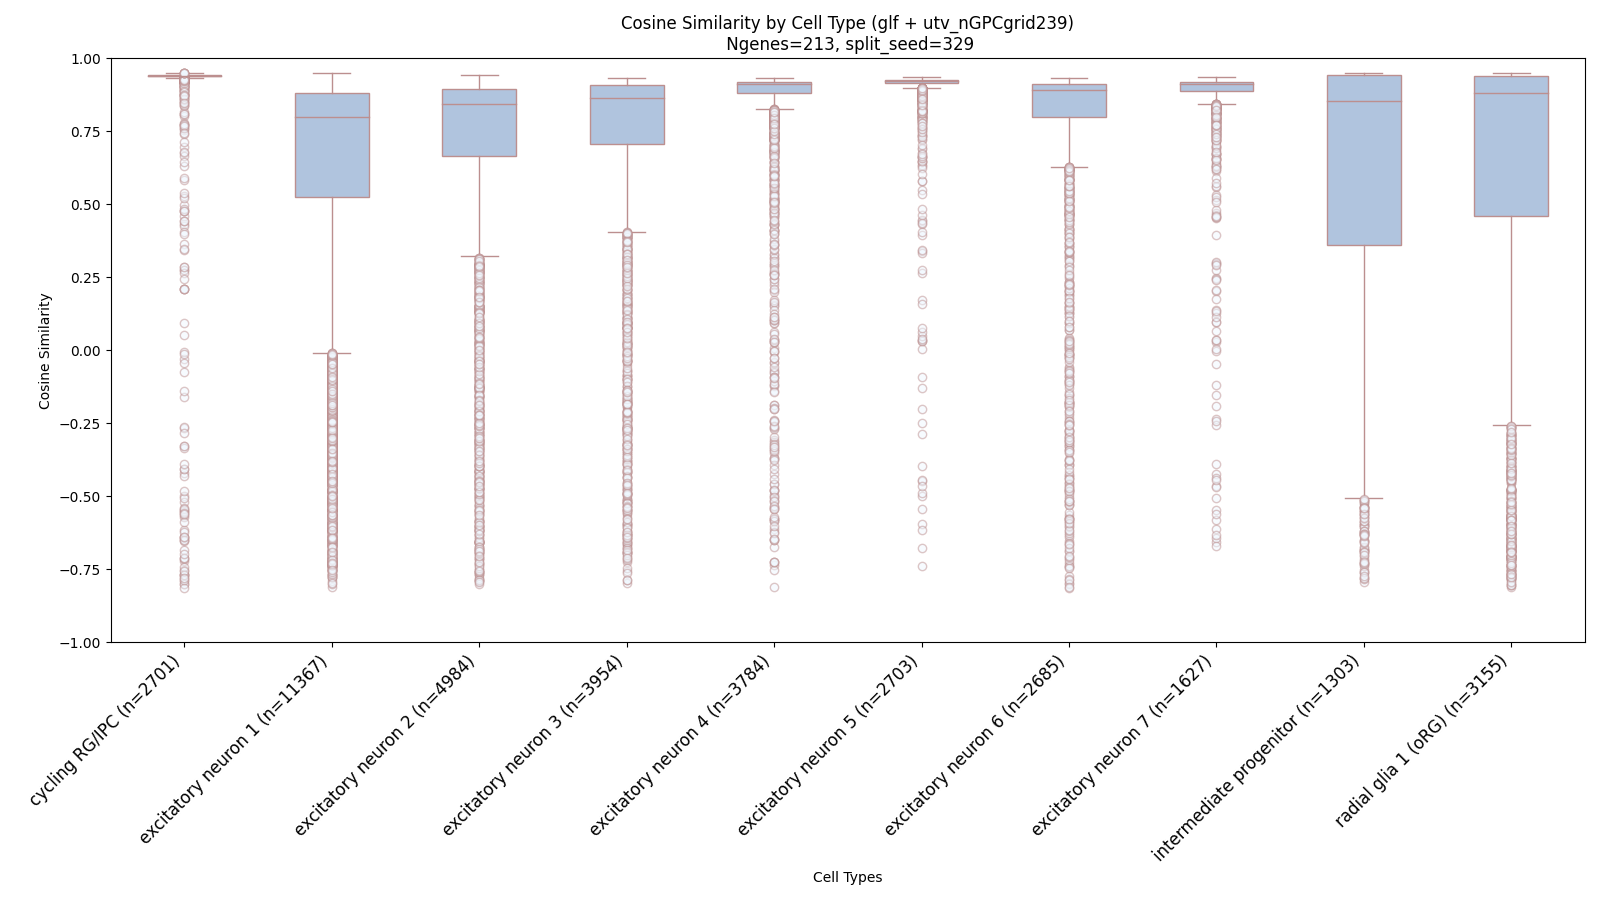 Cosine Similarity by Cell Type (glf + utv_nGPCgrid239)
Ngenes=213, split_seed=329
1.00
0.75
0.50
0.25
0.00
−0.25
−0.50
−0.75
−1.00
Cosine Similarity
cycling RG/IPC (n=2701)
excitatory neuron 1 (n=11367)
excitatory neuron 2 (n=4984)
excitatory neuron 3 (n=3954)
excitatory neuron 4 (n=3784)
excitatory neuron 5 (n=2703)
excitatory neuron 6 (n=2685)
excitatory neuron 7 (n=1627)
intermediate progenitor (n=1303)
radial glia 1 (oRG) (n=3155)
Cell Types